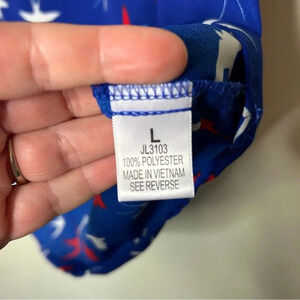 L
JL3103
100% POLYESTER
MADE IN VIETNAM
SEE REVERSE